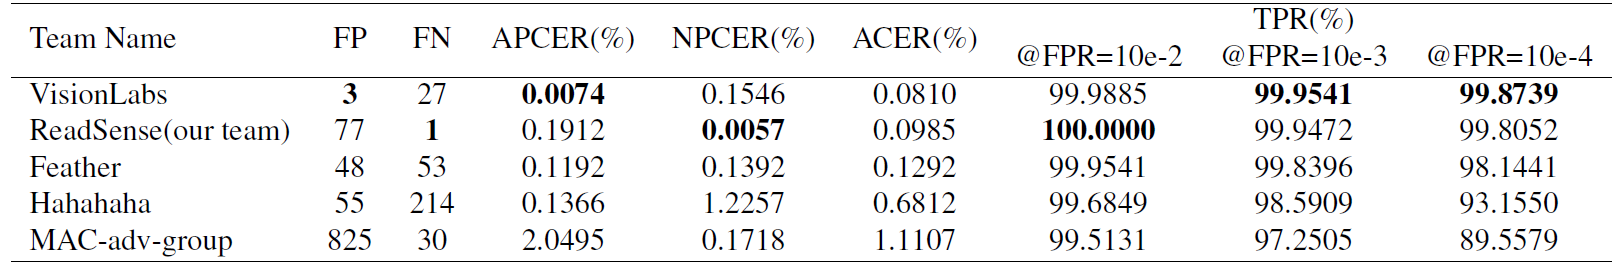 Team Name FP FN APCER(%) NPCER(%) ACER(%) TPR(%)
@FPR=10e-2 @FPR=10e-3 @FPR=10e-4
VisionLabs 3 27 0.0074 0.1546 0.0810 99.9885 99.9541 99.8739
ReadSense(our team) 77 1 0.1912 0.0057 0.0985 100.0000 99.9472 99.8052
Feather 48 53 0.1192 0.1392 0.1292 99.9541 99.8396 98.1441
Hahahaha 55 214 0.1366 1.2257 0.6812 99.6849 98.5909 93.1550
MAC-adv-group 825 30 2.0495 0.1718 1.1107 99.5131 97.2505 89.5579